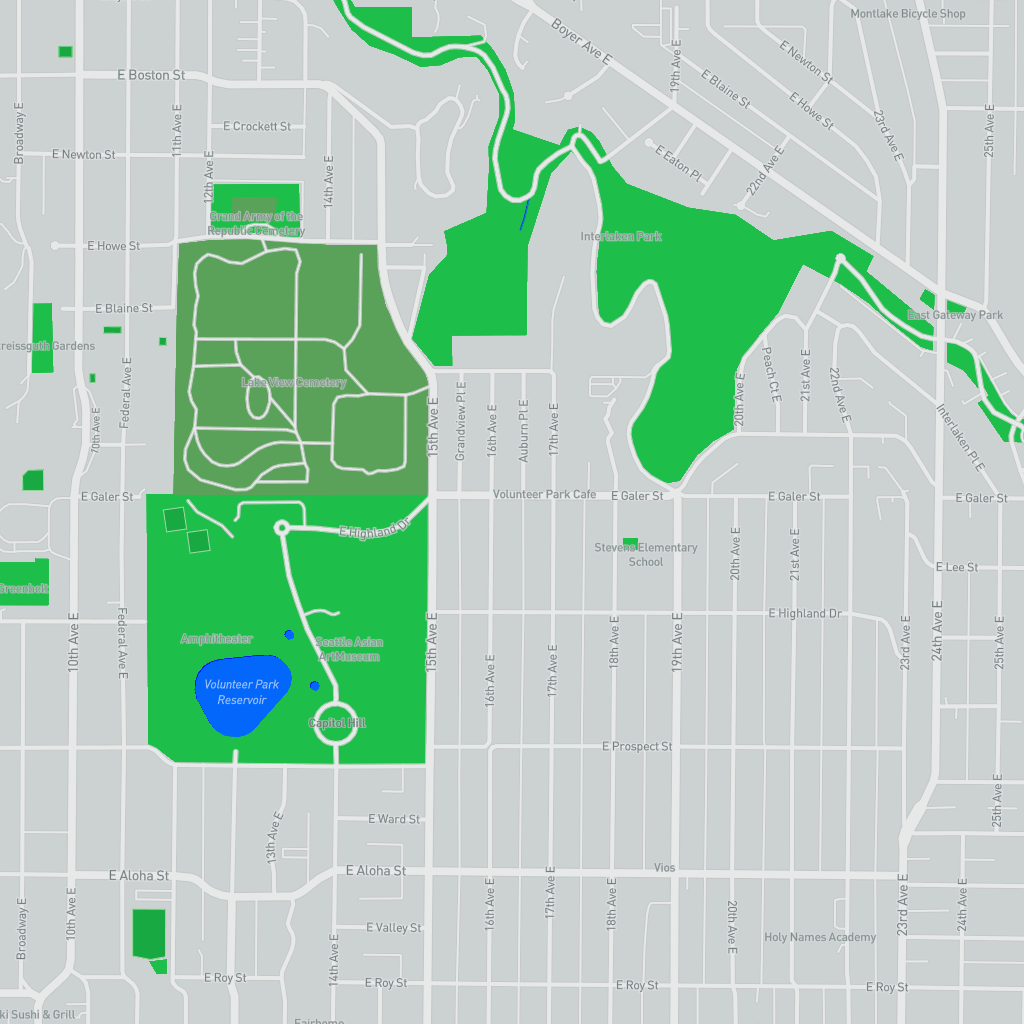 Montlake Bicycle Shop
Boyer Ave E
E Newton St
19th Ave E
E Boston St
E Blaine St
E Howe St
Broadway E
11th Ave E
E Crockett St
23rd Ave E
25th Ave E
E Newton St
12th Ave E
14th Ave E
E Eaton Pl
22nd Ave E
Grand Army of the
Republic Cemetery
E Howe St
Interlaken Park
E Blaine St
East Gateway Park
Federal Ave E
Lake View Cemetery
Peach Ct E
21st Ave E
22nd Ave E
20th Ave E
10th Ave E
15th Ave E
Grandview Pl E
16th Ave E
Auburn Pl E
17th Ave E
Interlaken Pl E
E Galer St
Volunteer Park Cafe
E Galer St
E Galer St
E Galer St
E Highland Dr
Stevens Elementary
School
20th Ave E
21st Ave E
E Lee St
Greenbelt
10th Ave E
Federal Ave E
Amphitheater
Seattle Asian
ArtMuseum
15th Ave E
18th Ave E
19th Ave E
E Highland Dr
23rd Ave E
24th Ave E
25th Ave E
Volunteer Park
Reservoir
16th Ave E
17th Ave E
Capitol Hill
E Prospect St
25th Ave E
E Ward St
13th Ave E
E Aloha St
E Aloha St
Vios
Broadway E
10th Ave E
16th Ave E
17th Ave E
18th Ave E
20th Ave E
23rd Ave E
24th Ave E
E Valley St
Holy Names Academy
14th Ave E
E Roy St
E Roy St
E Roy St
E Roy St
Sushi & Grill